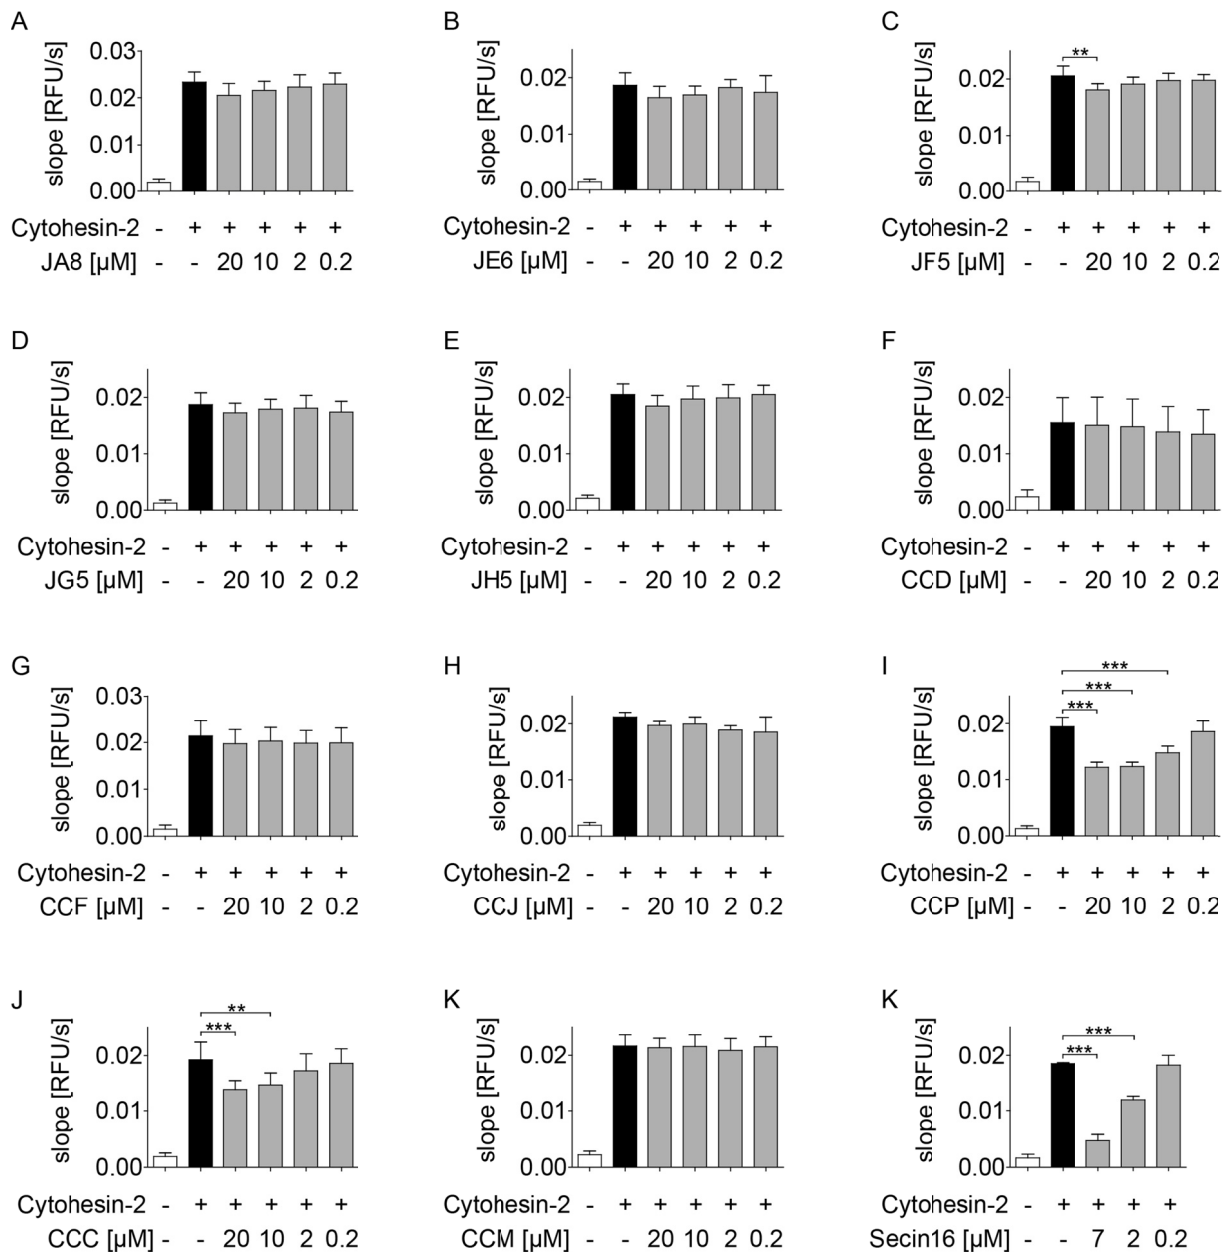 A
slope [RFU/s]
0.03
0.02
0.01
0.00
Cytohesin-2 - + + + + +
JA8 [µM] - - 20 10 2 0.2
B
slope [RFU/s]
0.02
0.01
0.00
Cytohesin-2 - + + + + +
JE6 [µM] - - 20 10 2 0.2
C
slope [RFU/s]
**
0.02
0.01
0.00
Cytohesin-2 - + + + + +
JF5 [µM] - - 20 10 2 0.2
D
slope [RFU/s]
0.02
0.01
0.00
Cytohesin-2 - + + + + +
JG5 [µM] - - 20 10 2 0.2
E
slope [RFU/s]
0.02
0.01
0.00
Cytohesin-2 - + + + + +
JH5 [µM] - - 20 10 2 0.2
F
slope [RFU/s]
0.02
0.01
0.00
Cytohesin-2 - + + + + +
CCD [µM] - - 20 10 2 0.2
G
slope [RFU/s]
0.03
0.02
0.01
0.00
Cytohesin-2 - + + + + +
CCF [µM] - - 20 10 2 0.2
H
slope [RFU/s]
0.02
0.01
0.00
Cytohesin-2 - + + + + +
CCJ [µM] - - 20 10 2 0.2
I
slope [RFU/s]
***
***
***
0.02
0.01
0.00
Cytohesin-2 - + + + + +
CCP [µM] - - 20 10 2 0.2
J
slope [RFU/s]
**
***
0.02
0.01
0.00
Cytohesin-2 - + + + + +
CCC [µM] - - 20 10 2 0.2
K
slope [RFU/s]
0.02
0.01
0.00
Cytohesin-2 - + + + + +
CCM [µM] - - 20 10 2 0.2
K
slope [RFU/s]
***
***
0.02
0.01
0.00
Cytohesin-2 - + + + +
Secin16 [µM] - - 7 2 0.2